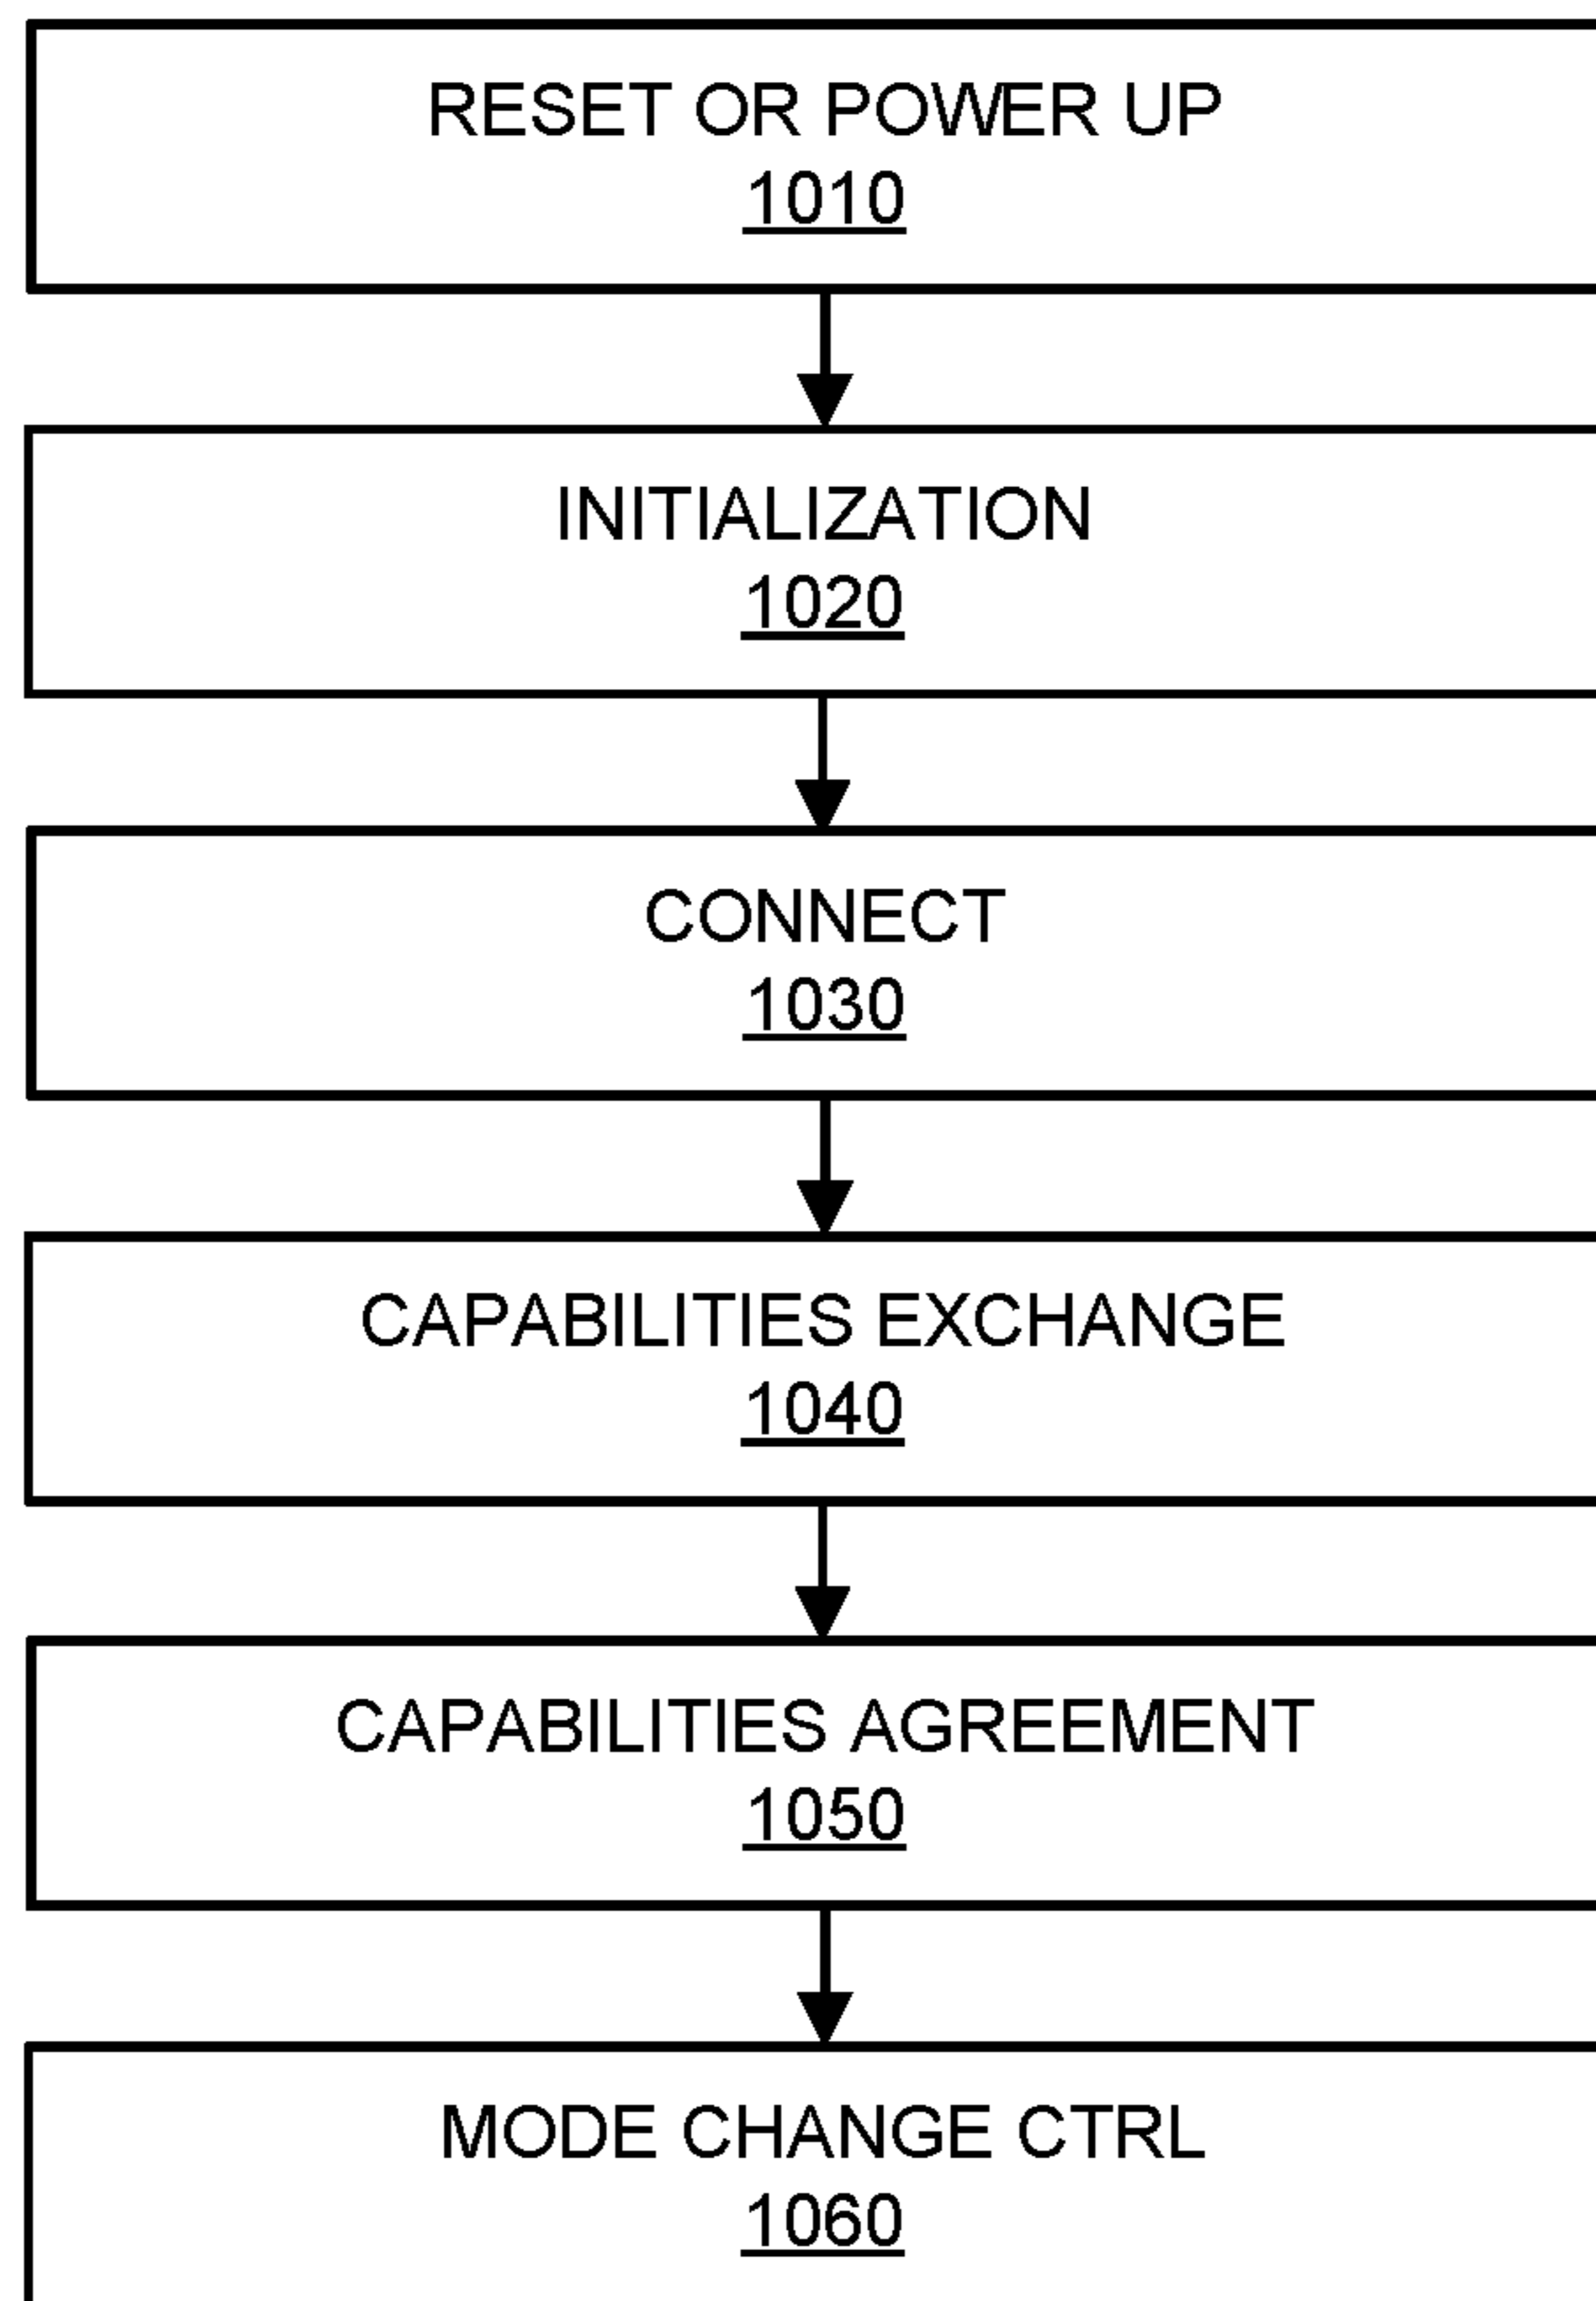 RESET OR POWER UP
1010
INITIALIZATION
1020
CONNECT
1030
CAPABILITIES EXCHANGE
1040
CAPABILITIES AGREEMENT
1050
MODE CHANGE CTRL
1060